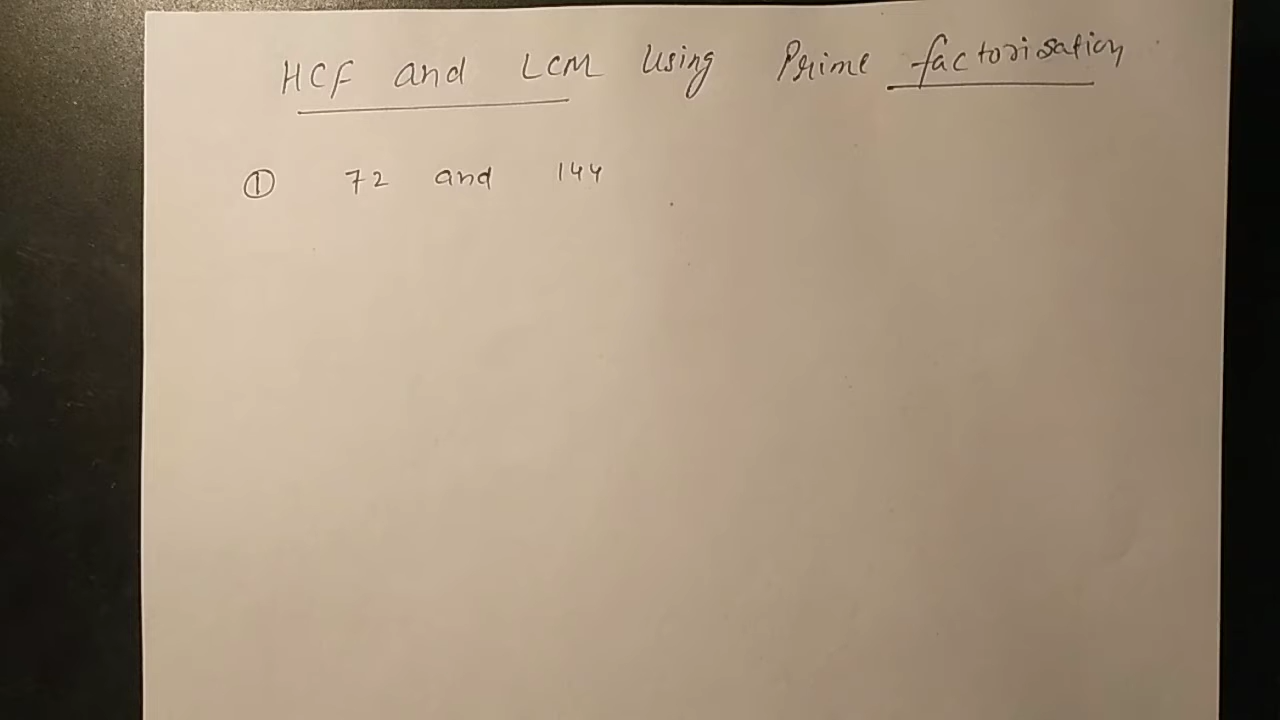 HCF and LCM Using Prime factorisation
① 72 and 144